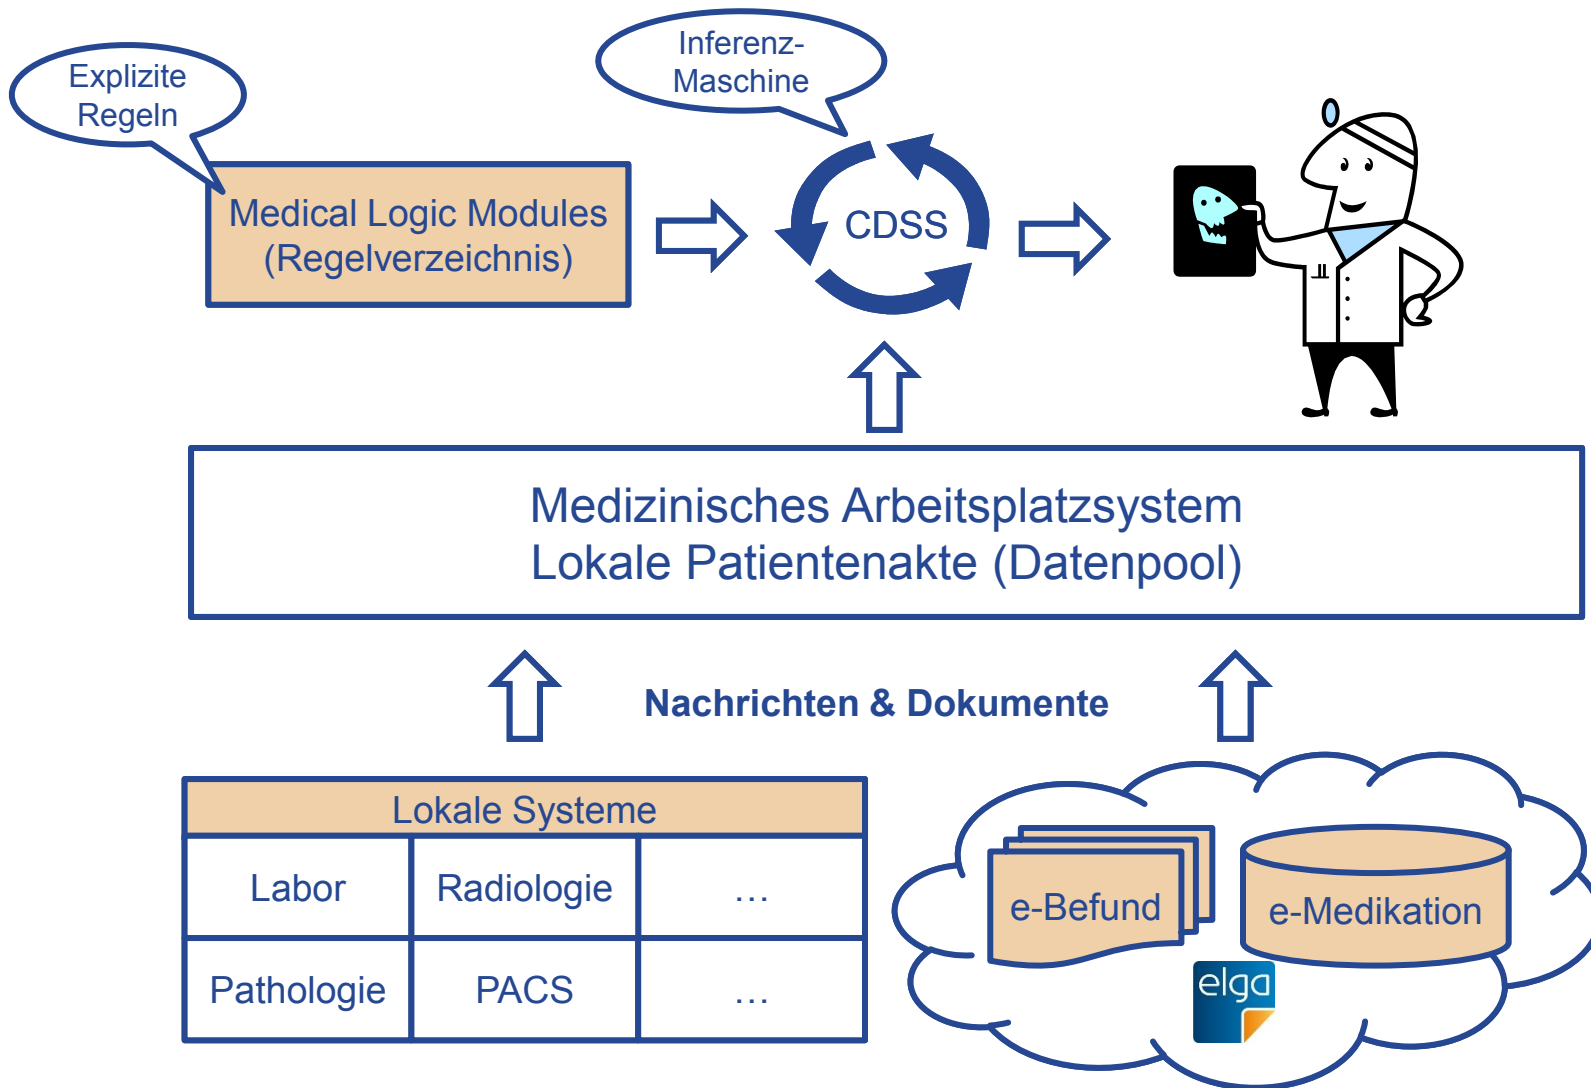 Explizite
Regeln
Inferenz-
Maschine
Medical Logic Modules
(Regelverzeichnis)
CDSS
Medizinisches Arbeitsplatzsystem
Lokale Patientenakte (Datenpool)
Nachrichten & Dokumente
Lokale Systeme
Labor
Radiologie
...
Pathologie
PACS
...
e-Befund
e-Medikation
elga